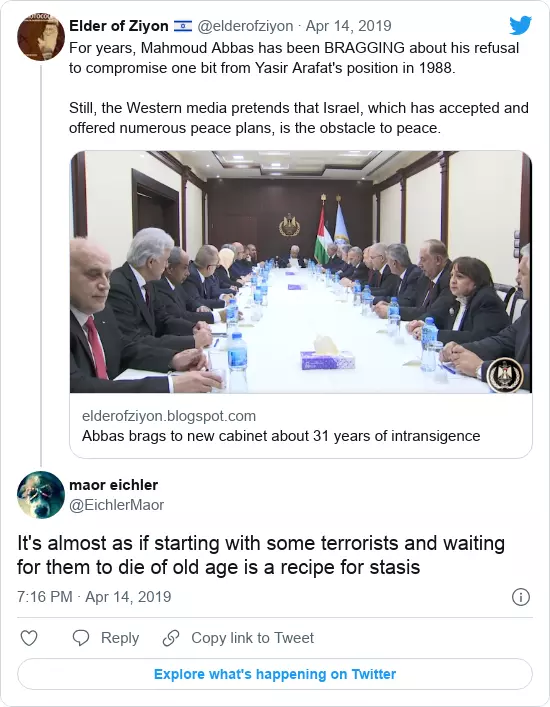 Elder of Ziyon 🇮🇱 @elderofziyon · Apr 14, 2019
For years, Mahmoud Abbas has been BRAGGING about his refusal
to compromise one bit from Yasir Arafat's position in 1988.
Still, the Western media pretends that Israel, which has accepted and
offered numerous peace plans, is the obstacle to peace.
elderofziyon.blogspot.com
Abbas brags to new cabinet about 31 years of intransigence
maor eichler
@EichlerMaor
It's almost as if starting with some terrorists and waiting
for them to die of old age is a recipe for stasis
7:16 PM · Apr 14, 2019
Reply
Copy link to Tweet
Explore what's happening on Twitter